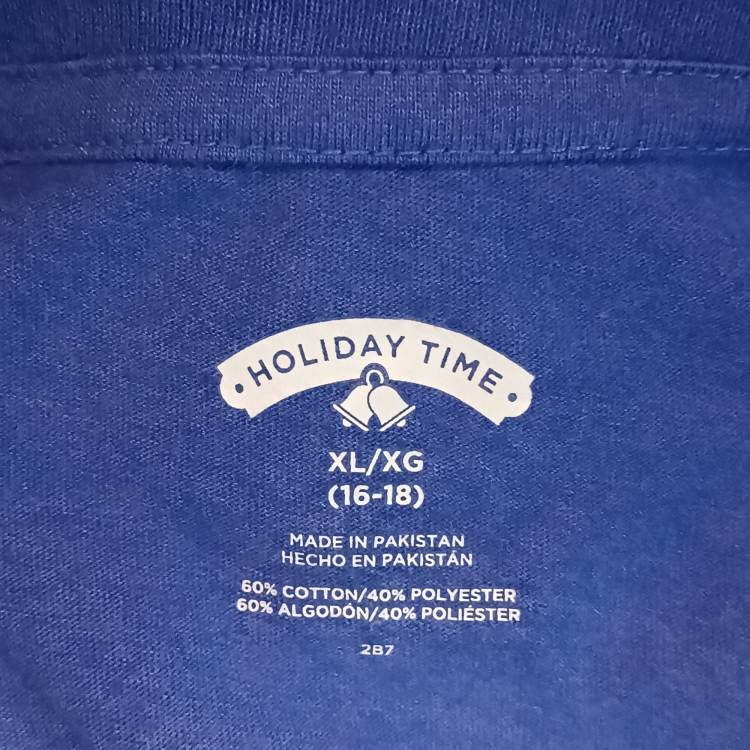 • HOLIDAY TIME •
XL/XG
(16-18)
MADE IN PAKISTAN
HECHO EN PAKISTÁN
60% COTTON/40% POLYESTER
60% ALGODÓN/40% POLIÉSTER
2B7